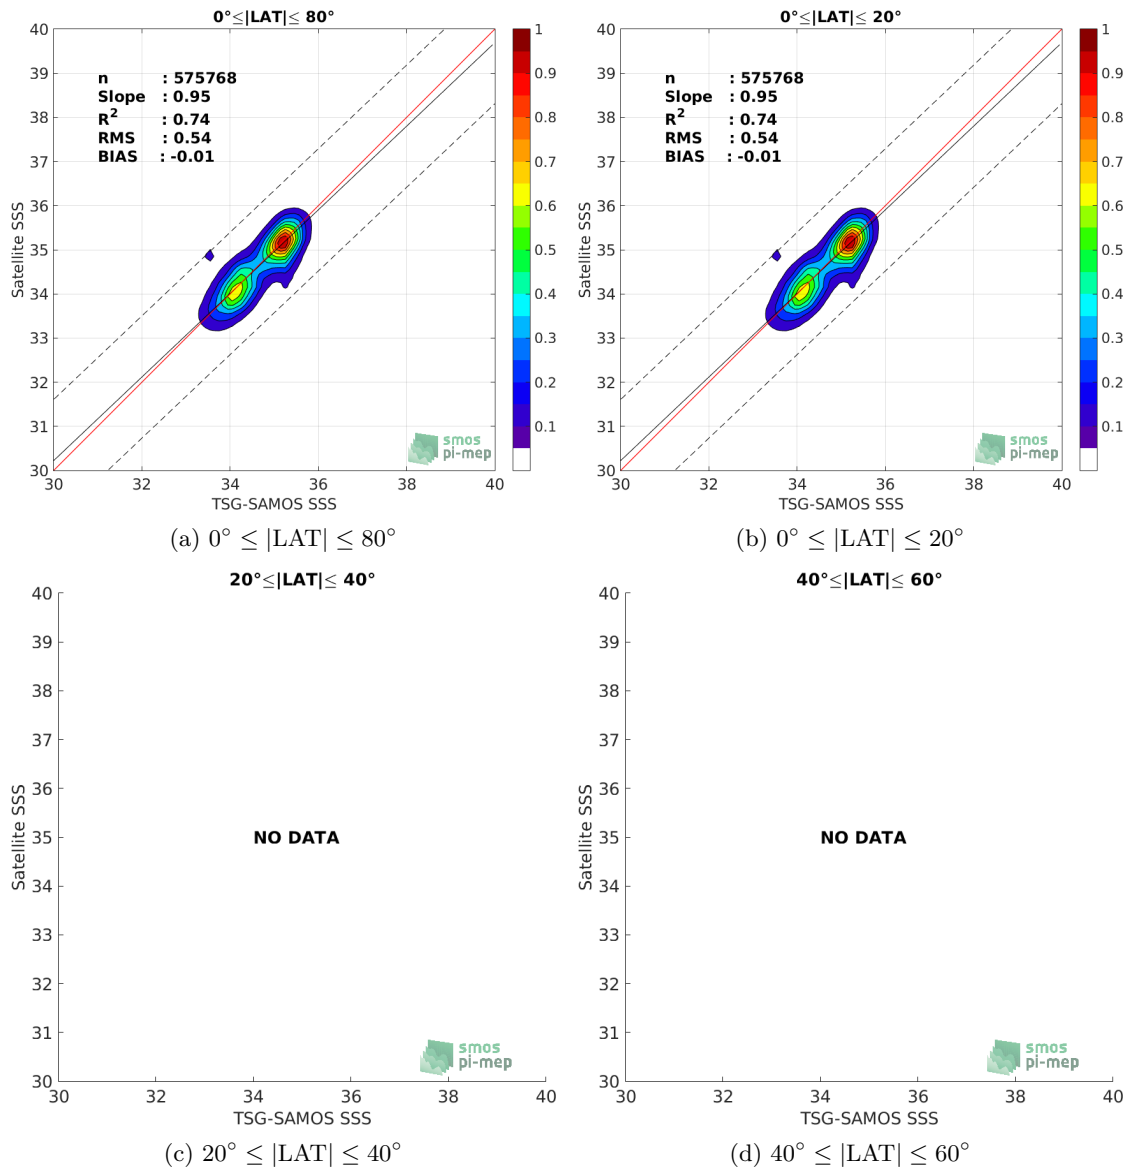 0°≤|LAT|≤ 80°
40
39
38
37
36
35
34
33
32
31
30
Satellite SSS
n : 575768
Slope : 0.95
R² : 0.74
RMS : 0.54
BIAS : -0.01
smos
pi-mep
30 32 34 36 38 40
TSG-SAMOS SSS
1
0.9
0.8
0.7
0.6
0.5
0.4
0.3
0.2
0.1
(a) 0° ≤ |LAT| ≤ 80°
0°≤|LAT|≤ 20°
40
39
38
37
36
35
34
33
32
31
30
Satellite SSS
n : 575768
Slope : 0.95
R² : 0.74
RMS : 0.54
BIAS : -0.01
smos
pi-mep
30 32 34 36 38 40
TSG-SAMOS SSS
1
0.9
0.8
0.7
0.6
0.5
0.4
0.3
0.2
0.1
(b) 0° ≤ |LAT| ≤ 20°
20°≤|LAT|≤ 40°
40
39
38
37
36
35
34
33
32
31
30
Satellite SSS
NO DATA
smos
pi-mep
30 32 34 36 38 40
TSG-SAMOS SSS
(c) 20° ≤ |LAT| ≤ 40°
40°≤|LAT|≤ 60°
40
39
38
37
36
35
34
33
32
31
30
Satellite SSS
NO DATA
smos
pi-mep
30 32 34 36 38 40
TSG-SAMOS SSS
(d) 40° ≤ |LAT| ≤ 60°